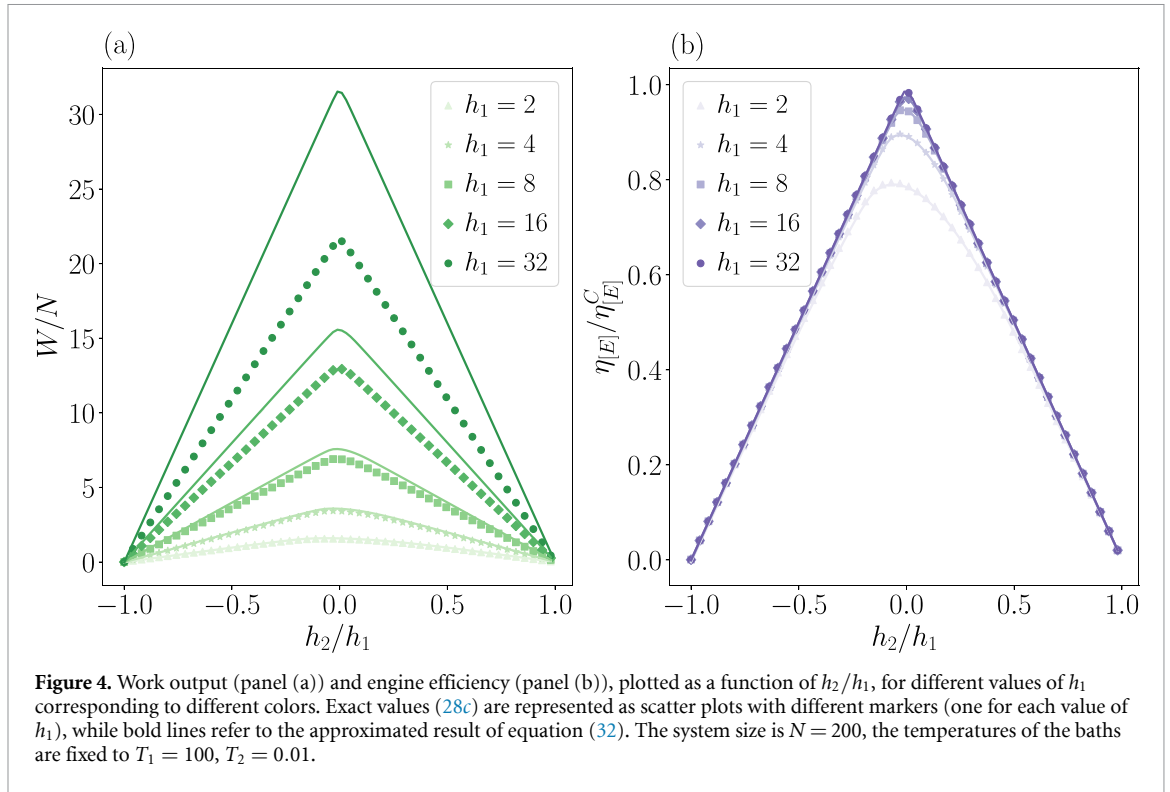 (a)
(b)
30
25
20
15
10
5
0
W/N
h₁ = 2
h₁ = 4
h₁ = 8
h₁ = 16
h₁ = 32
−1.0
−0.5
0.0
0.5
1.0
h₂/h₁
1.0
0.8
0.6
0.4
0.2
0.0
η[E]/η^C[E]
h₁ = 2
h₁ = 4
h₁ = 8
h₁ = 16
h₁ = 32
−1.0
−0.5
0.0
0.5
1.0
h₂/h₁
Figure 4. Work output (panel (a)) and engine efficiency (panel (b)), plotted as a function of h₂/h₁, for different values of h₁
corresponding to different colors. Exact values (28c) are represented as scatter plots with different markers (one for each value of
h₁), while bold lines refer to the approximated result of equation (32). The system size is N = 200, the temperatures of the baths
are fixed to T₁ = 100, T₂ = 0.01.